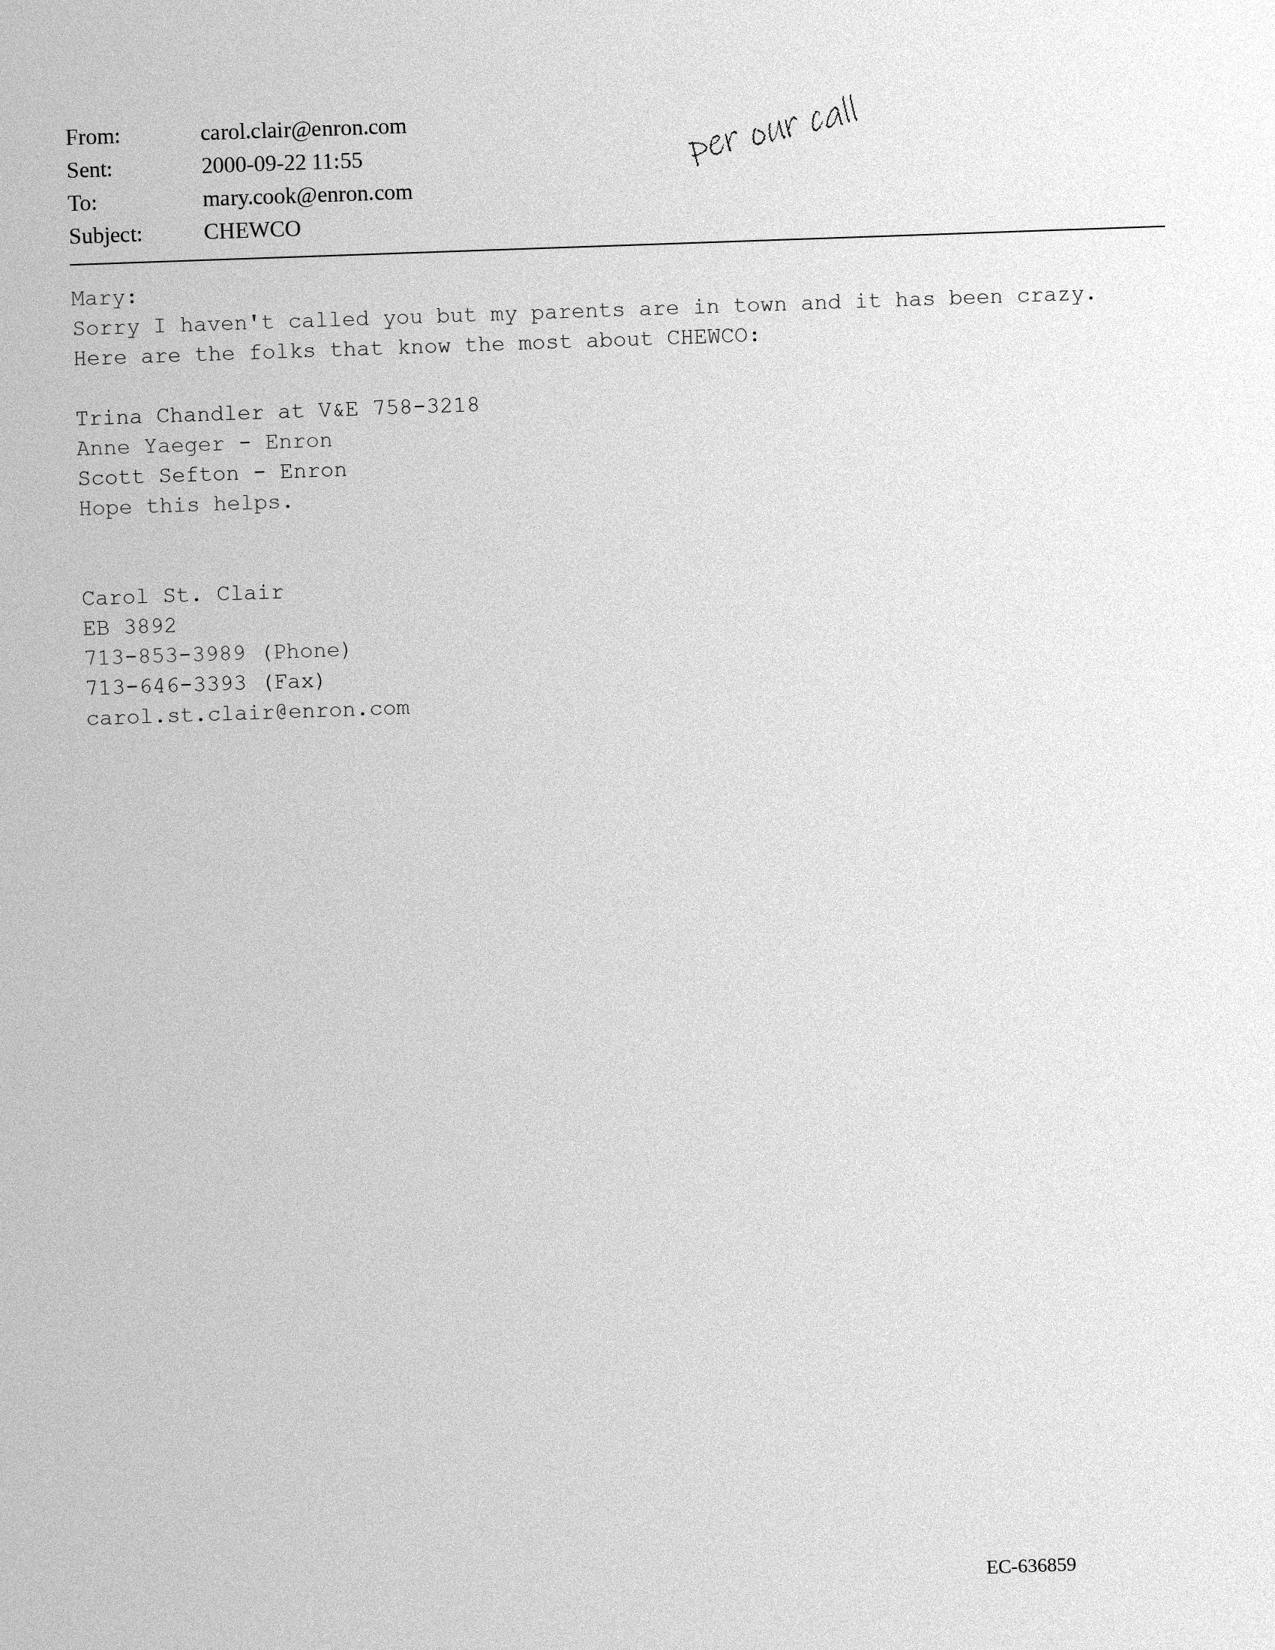 From: carol.clair@enron.com
per our call
Sent: 2000-09-22 11:55
To: mary.cook@enron.com
Subject: CHEWCO
Mary:
Sorry I haven't called you but my parents are in town and it has been crazy.
Here are the folks that know the most about CHEWCO:
Trina Chandler at V&E 758-3218
Anne Yaeger - Enron
Scott Sefton - Enron
Hope this helps.
Carol St. Clair
EB 3892
713-853-3989 (Phone)
713-646-3393 (Fax)
carol.st.clair@enron.com
EC-636859